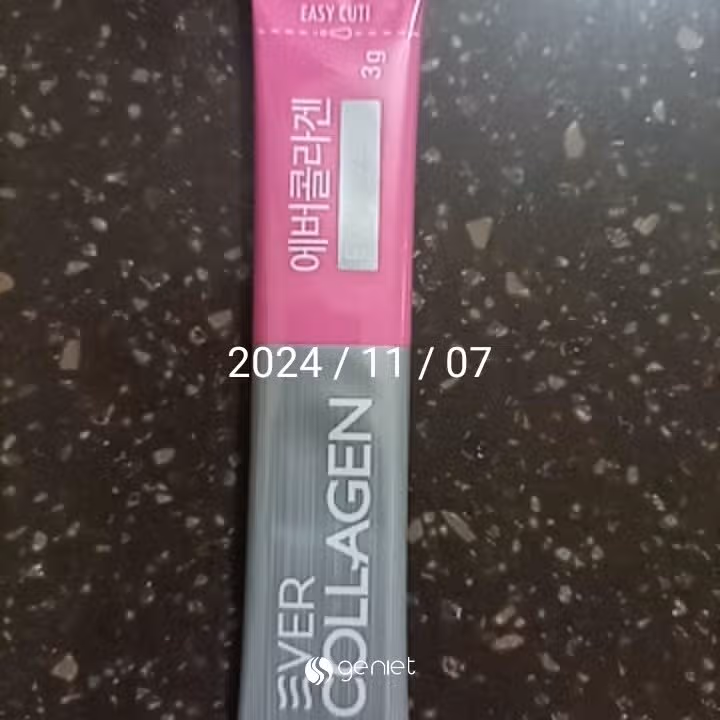 EASY CUT!
3g
에버콜라겐
2024 / 11 / 07
EVER
COLLAGEN
geniet